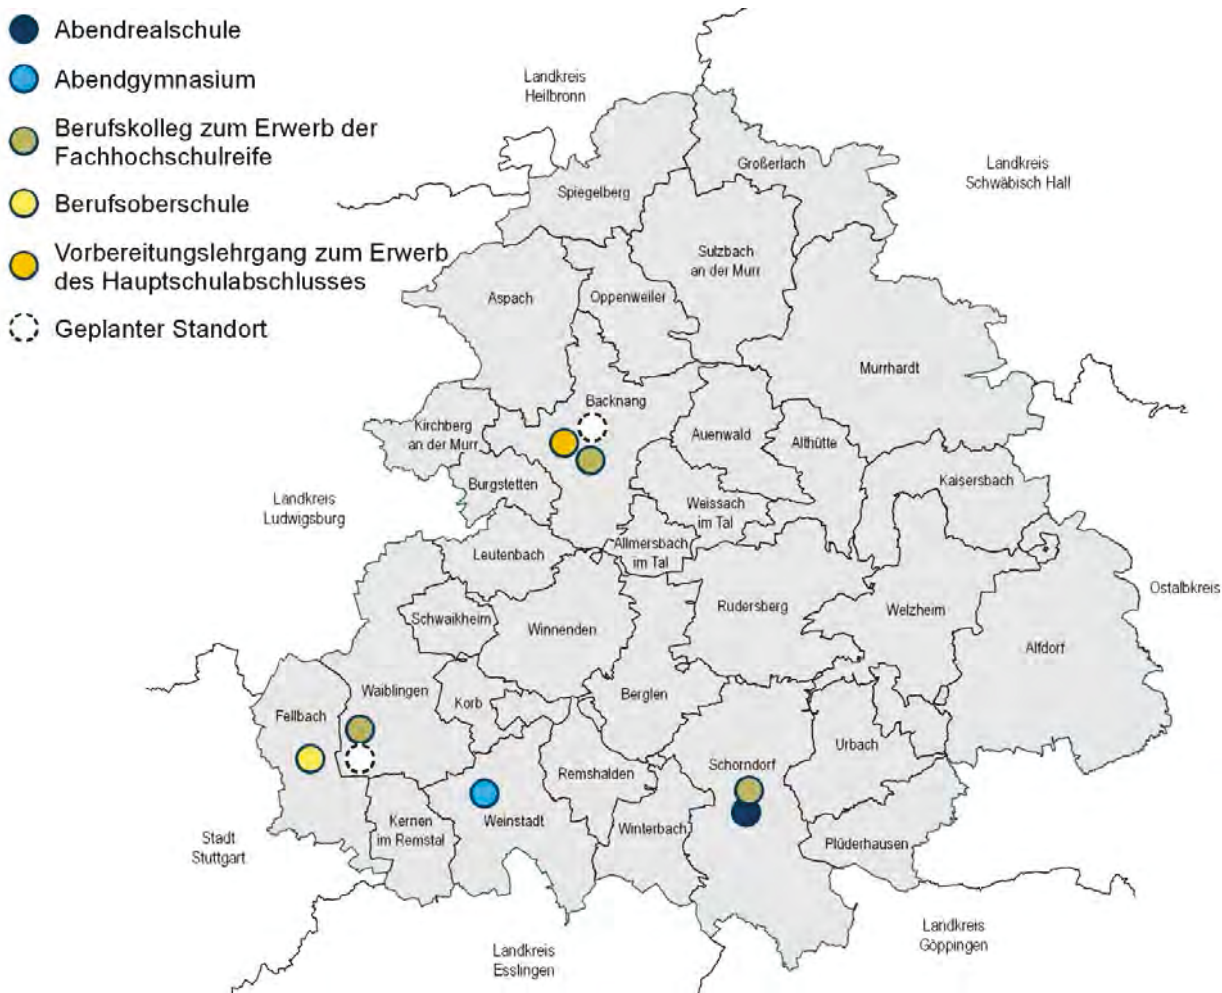 Abendrealschule
Abendgymnasium
Berufskolleg zum Erwerb der
Fachhochschulreife
Berufsoberschule
Vorbereitungslehrgang zum Erwerb
des Hauptschulabschlusses
Geplanter Standort
Landkreis
Heilbronn
Landkreis
Schwäbisch Hall
Großerlach
Spiegelberg
Sulzbach
an der Murr
Aspach
Oppenweiler
Murrhardt
Backnang
Kirchberg
an der Murr
Auenwald
Althütte
Burgstetten
Kaisersbach
Landkreis
Ludwigsburg
Weissach
im Tal
Leutenbach
Allmersbach
im Tal
Ostalbkreis
Schwaikheim
Winnenden
Rudersberg
Welzheim
Alfdorf
Waiblingen
Korb
Berglen
Fellbach
Urbach
Remshalden
Schorndorf
Kernen
im Remstal
Weinstadt
Winterbach
Plüderhausen
Stadt
Stuttgart
Landkreis
Göppingen
Landkreis
Esslingen